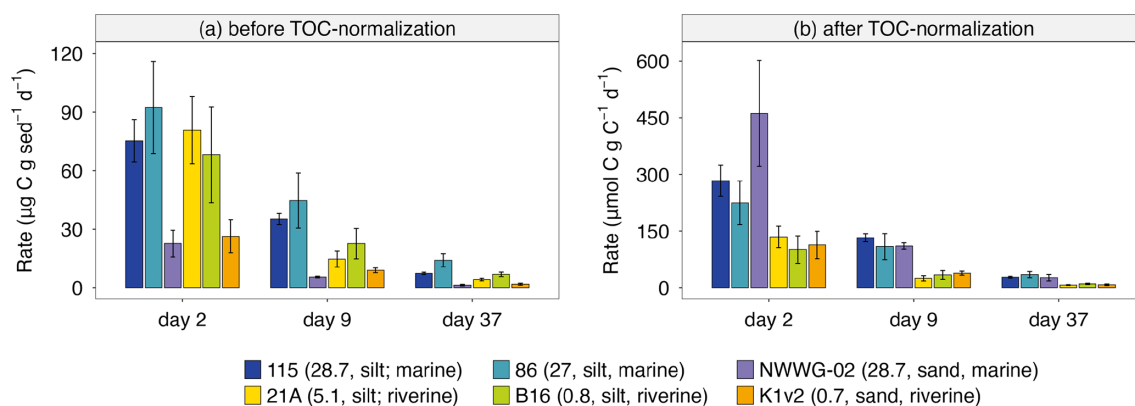 (a) before TOC-normalization
(b) after TOC-normalization
Rate (µg C g sed⁻¹ d⁻¹)
120
90
60
30
0
day 2
day 9
day 37
Rate (µmol C g C⁻¹ d⁻¹)
600
450
300
150
0
day 2
day 9
day 37
115 (28.7, silt; marine)
86 (27, silt, marine)
NWWG-02 (28.7, sand, marine)
21A (5.1, silt; riverine)
B16 (0.8, silt, riverine)
K1v2 (0.7, sand, riverine)